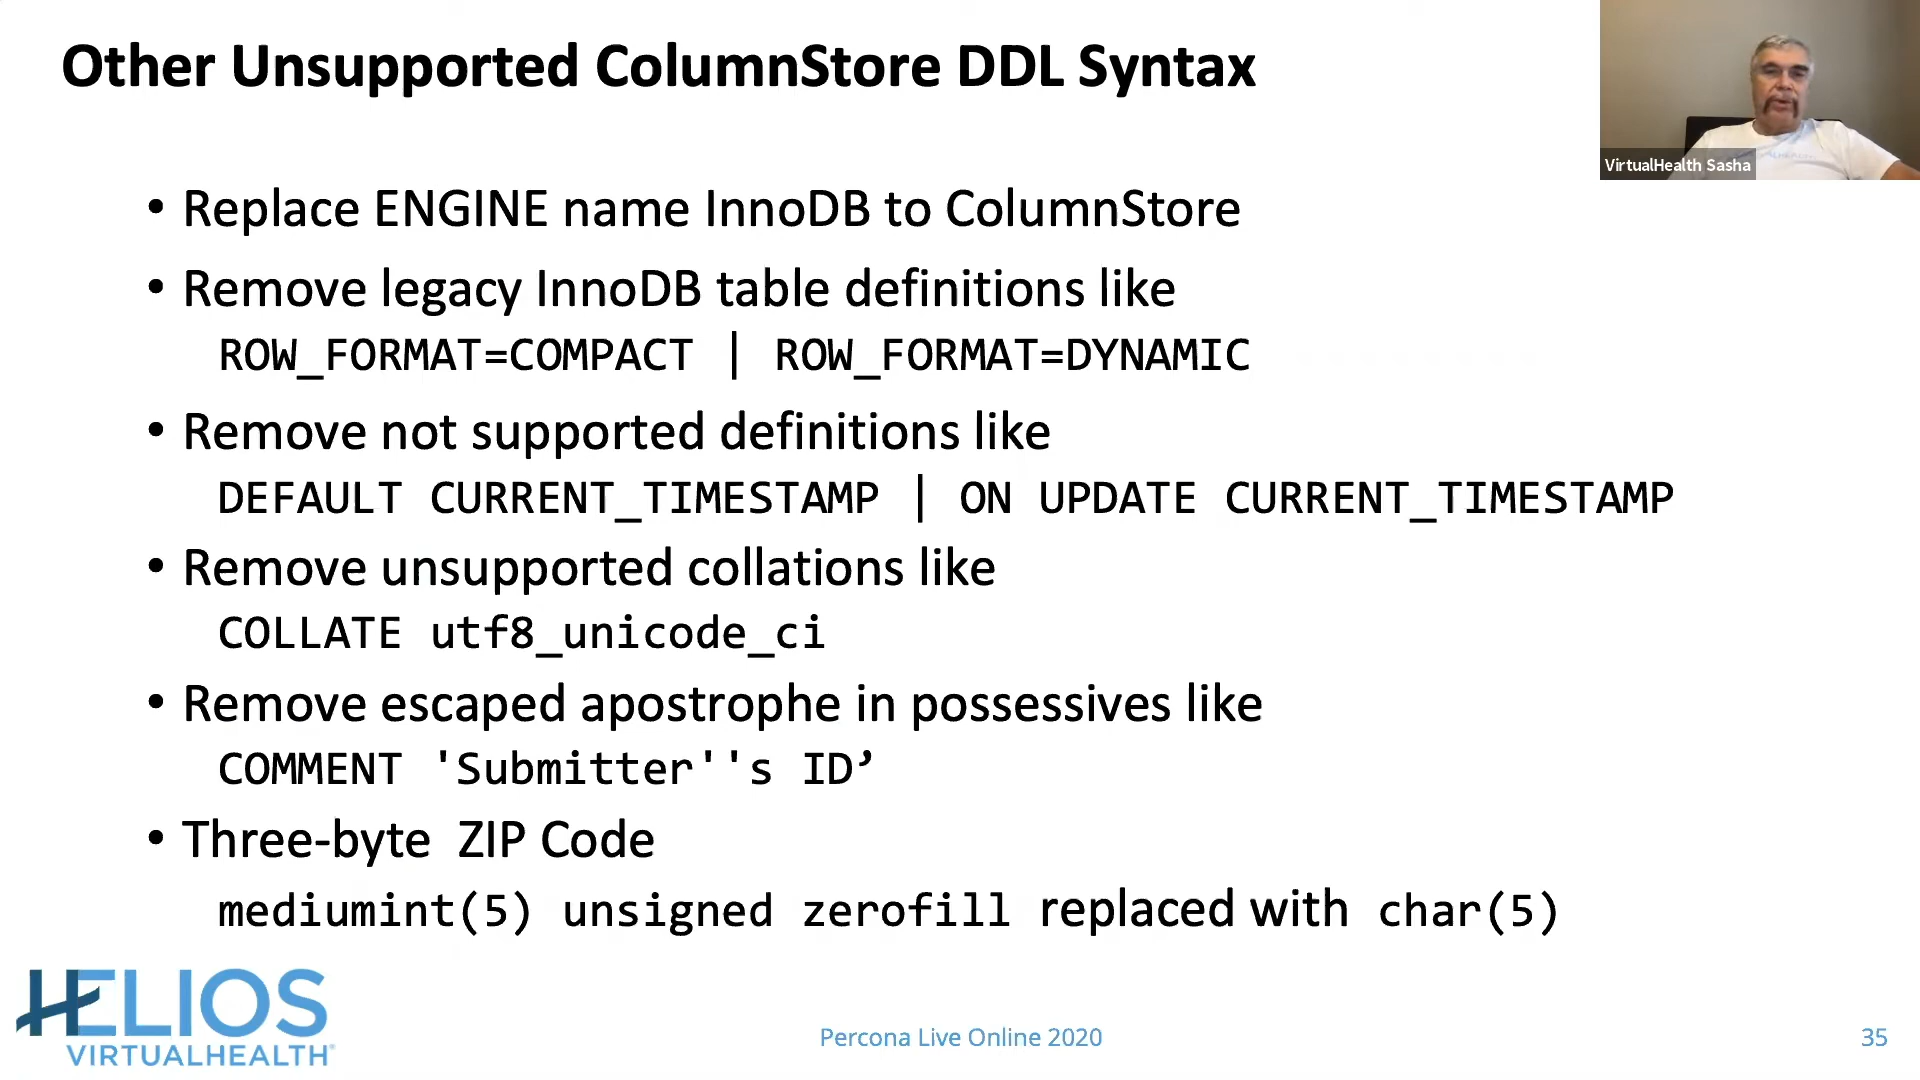 Other Unsupported ColumnStore DDL Syntax
VirtualHealth Sasha
• Replace ENGINE name InnoDB to ColumnStore
• Remove legacy InnoDB table definitions like
ROW_FORMAT=COMPACT | ROW_FORMAT=DYNAMIC
• Remove not supported definitions like
DEFAULT CURRENT_TIMESTAMP | ON UPDATE CURRENT_TIMESTAMP
• Remove unsupported collations like
COLLATE utf8_unicode_ci
• Remove escaped apostrophe in possessives like
COMMENT 'Submitter''s ID’
• Three-byte  ZIP Code
mediumint(5) unsigned zerofill replaced with char(5)
HELIOS
VIRTUALHEALTH
Percona Live Online 2020
35